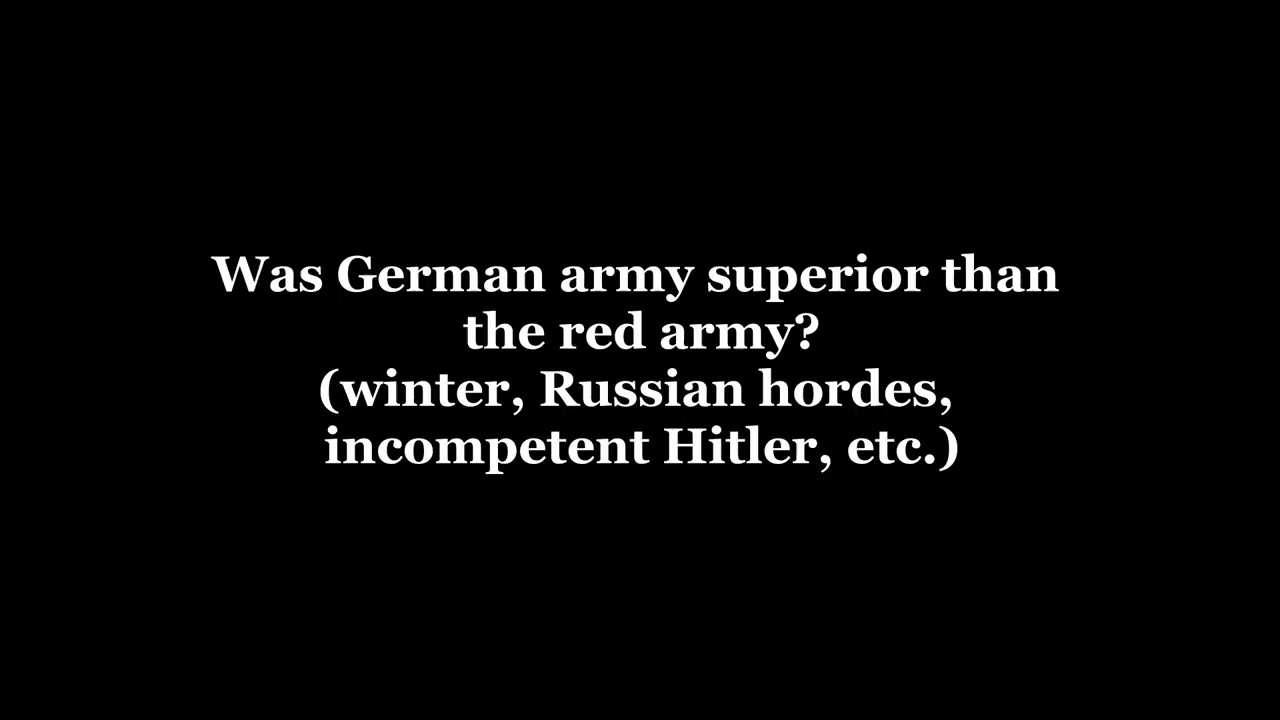 Was German army superior than
the red army?
(winter, Russian hordes,
incompetent Hitler, etc.)